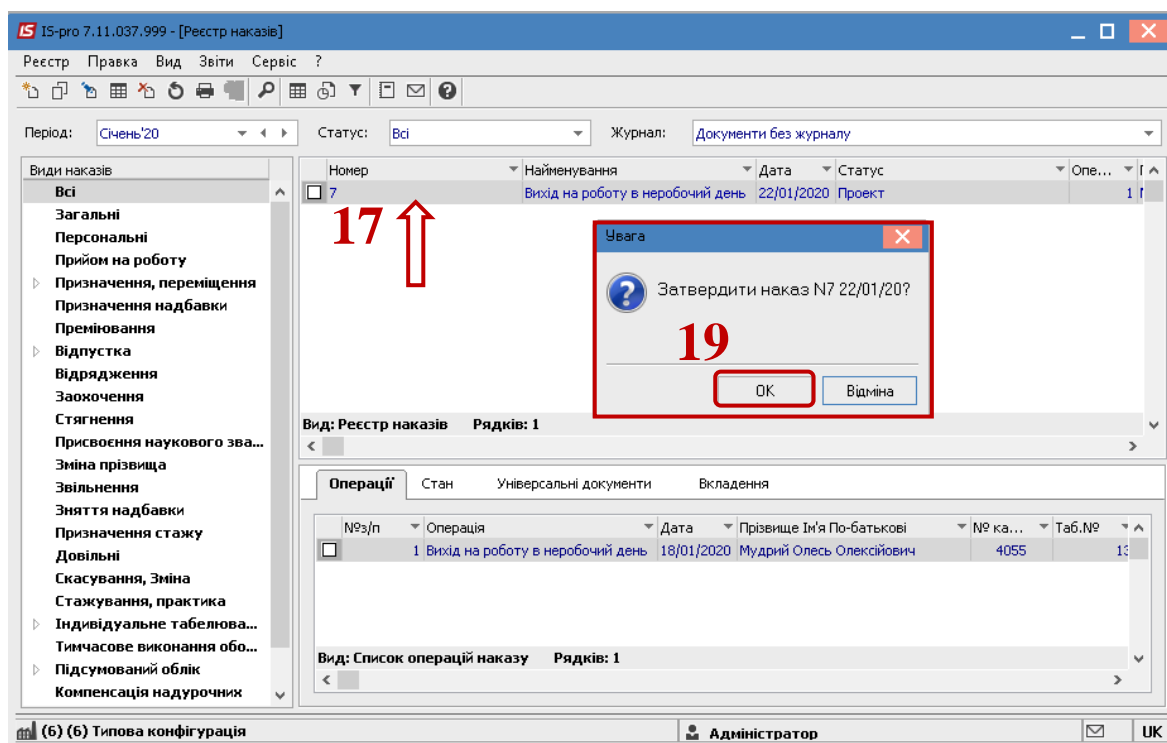 IS-pro 7.11.037.999 - [Реєстр наказів]
Реєстр Правка Вид Звіти Сервіс ?
Період: Січень'20 Статус: Всі Журнал: Документи без журналу
Види наказів
Всі
Загальні
Персональні
Прийом на роботу
Призначення, переміщення
Призначення надбавки
Преміювання
Відпустка
Відрядження
Заохочення
Стягнення
Присвоєння наукового зва...
Зміна прізвища
Звільнення
Зняття надбавки
Призначення стажу
Довільні
Скасування, Зміна
Стажування, практика
Індивідуальне табелюва...
Тимчасове виконання обо...
Підсумований облік
Компенсація надурочних
Номер Найменування Дата Статус Опе...
7 Вихід на роботу в неробочий день 22/01/2020 Проект 1
17
Увага
Затвердити наказ N7 22/01/20?
19
OK Відміна
Вид: Реєстр наказів Рядків: 1
Операції Стан Універсальні документи Вкладення
№з/п Операція Дата Прізвище Ім'я По-батькові № ка... Таб.№
1 Вихід на роботу в неробочий день 18/01/2020 Мудрий Олесь Олексійович 4055 13
Вид: Список операцій наказу Рядків: 1
(6) (6) Типова конфігурація Адміністратор UK